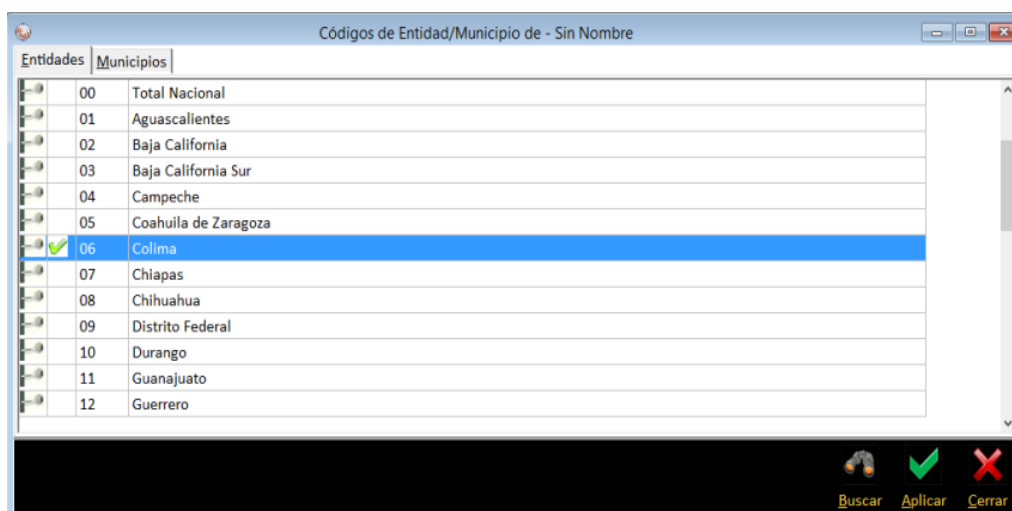 Códigos de Entidad/Municipio de - Sin Nombre
Entidades Municipios
00 Total Nacional
01 Aguascalientes
02 Baja California
03 Baja California Sur
04 Campeche
05 Coahuila de Zaragoza
06 Colima
07 Chiapas
08 Chihuahua
09 Distrito Federal
10 Durango
11 Guanajuato
12 Guerrero
Buscar Aplicar Cerrar